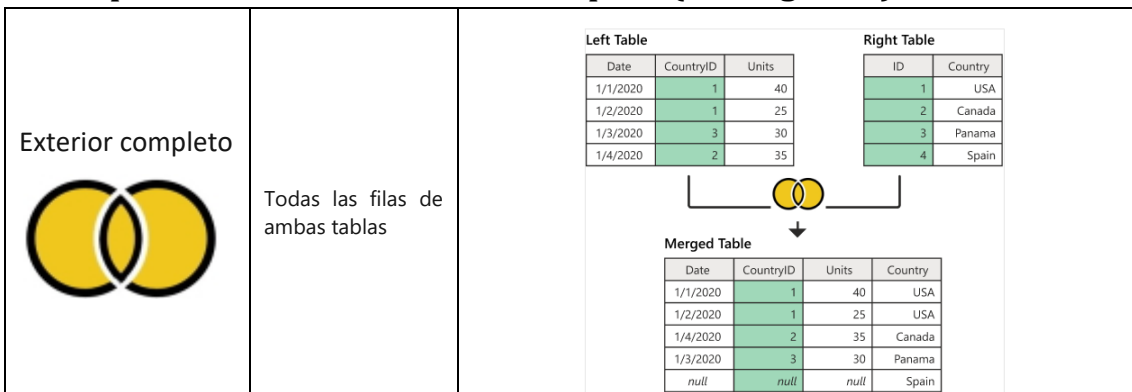 Exterior completo
Todas las filas de
ambas tablas
Left Table
Date CountryID Units
1/1/2020 1 40
1/2/2020 1 25
1/3/2020 3 30
1/4/2020 2 35
Right Table
ID Country
1 USA
2 Canada
3 Panama
4 Spain
Merged Table
Date CountryID Units Country
1/1/2020 1 40 USA
1/2/2020 1 25 USA
1/4/2020 2 35 Canada
1/3/2020 3 30 Panama
null null null Spain